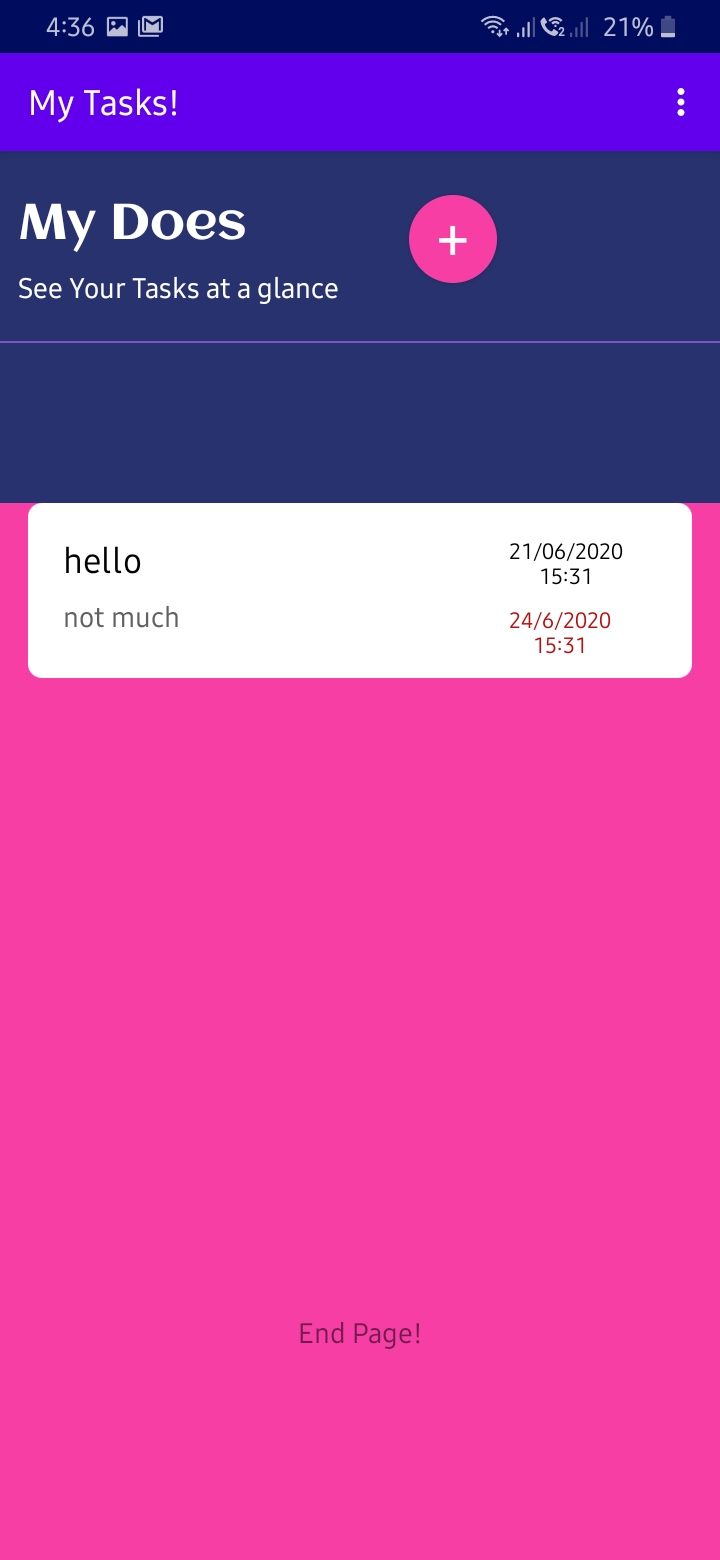 4:36 21%
My Tasks!
My Does
+
See Your Tasks at a glance
hello
21/06/2020
15:31
not much
24/6/2020
15:31
End Page!